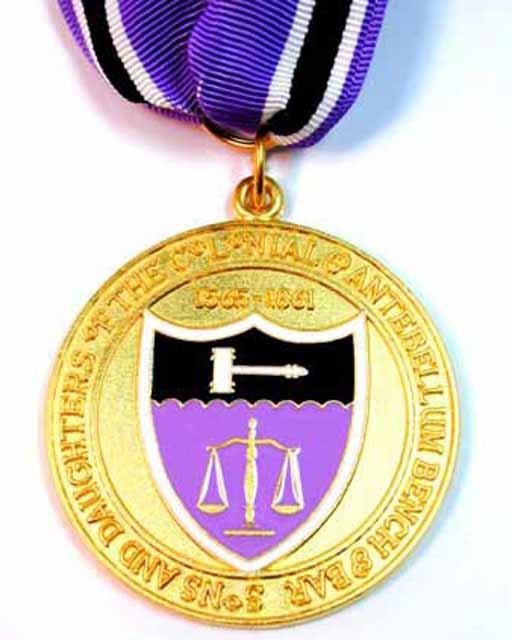 SONS AND DAUGHTERS OF THE COLONIAL & ANTEBELLUM BENCH & BAR
1565-1861